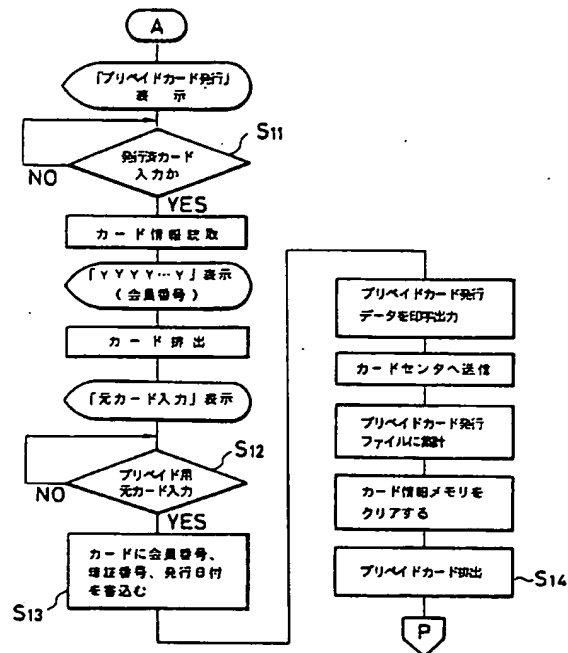 A
「プリペイドカード発行」
表 示
S11
発行済カード
入力か
NO
YES
カード情報読取
「YYYY…Y」表示
(会員番号)
カード排出
「元カード入力」表示
S12
プリペイド用
元カード入力
NO
YES
カードに会員番号、
暗証番号、発行日付
を書込む
S13
プリペイドカード発行
データを印字出力
カードセンタへ送信
プリペイドカード発行
ファイルに集計
カード情報メモリを
クリアする
プリペイドカード排出
S14
P